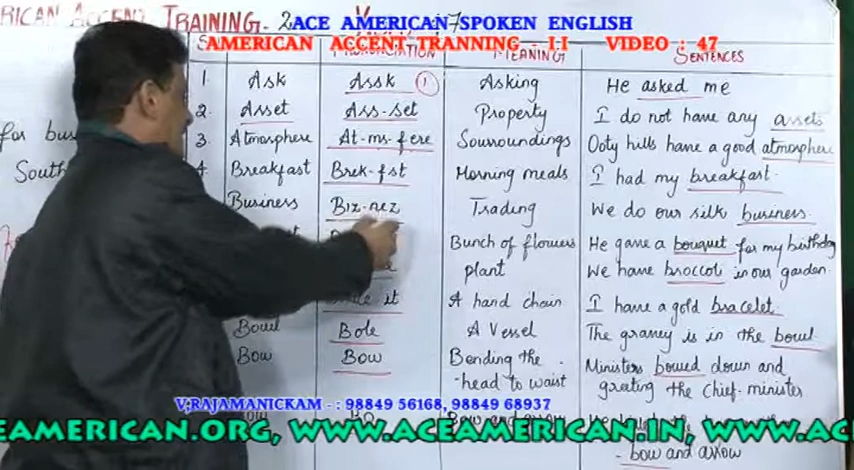 RICAN ACCENT TRAINING - 2
ACE AMERICAN SPOKEN ENGLISH
AMERICAN ACCENT TRANNING - II VIDEO : 47
MEANING SENTENCES
1. Ask Assk 1 Asking He asked me
2. Asset Ass-set Property I do not have any assets
3. Atmosphere At-ms-fere Sourroundings Ooty hills have a good atmosphere
4. Breakfast Brek-fst Morning meals I had my breakfast.
Business Biz-nez Trading We do our silk business.
Bunch of flowers He gave a bouquet for my birthday
plant We have broccoli in our garden.
it A hand chain I have a gold bracelet.
Bowl Bole A Vessel The graney is in the bowl
Bow Bow Bending the Ministers bowed down and
-head to waist greeting the Chief-minister
- bow and arrow
for bus
South
V,RAJAMANICKAM - : 98849 56168, 98849 68937
EAMERICAN.ORG, WWW.ACEAMERICAN.IN, WWW.AC